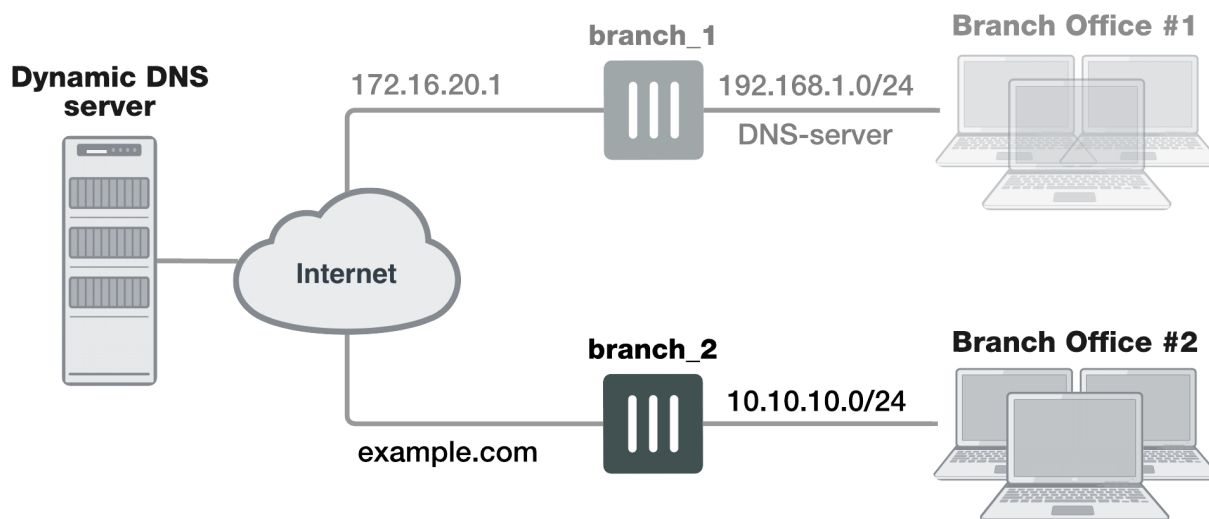 Dynamic DNS
server
Internet
branch_1
172.16.20.1
192.168.1.0/24
DNS-server
Branch Office #1
branch_2
example.com
10.10.10.0/24
Branch Office #2